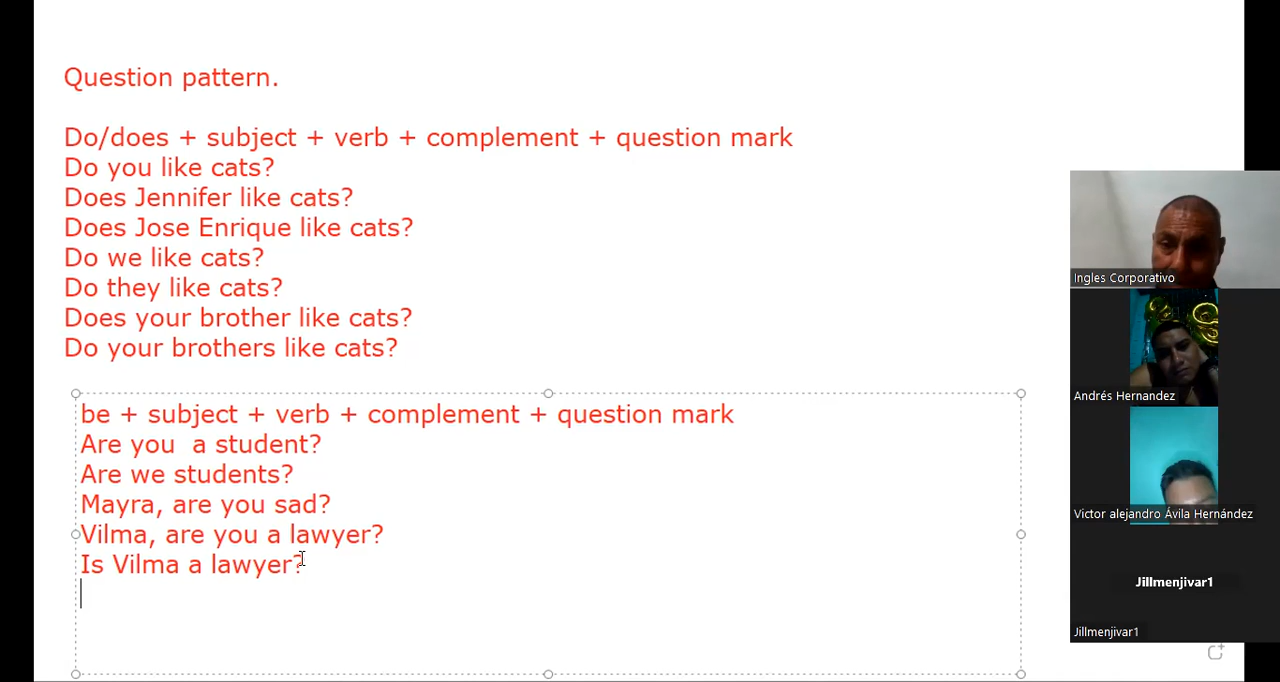 Question pattern.
Do/does + subject + verb + complement + question mark
Do you like cats?
Does Jennifer like cats?
Does Jose Enrique like cats?
Do we like cats?
Do they like cats?
Does your brother like cats?
Do your brothers like cats?
be + subject + verb + complement + question mark
Are you  a student?
Are we students?
Mayra, are you sad?
Vilma, are you a lawyer?
Is Vilma a lawyer?
Ingles Corporativo
Andrés Hernandez
Victor alejandro Ávila Hernández
Jillmenjivar1
Jillmenjivar1